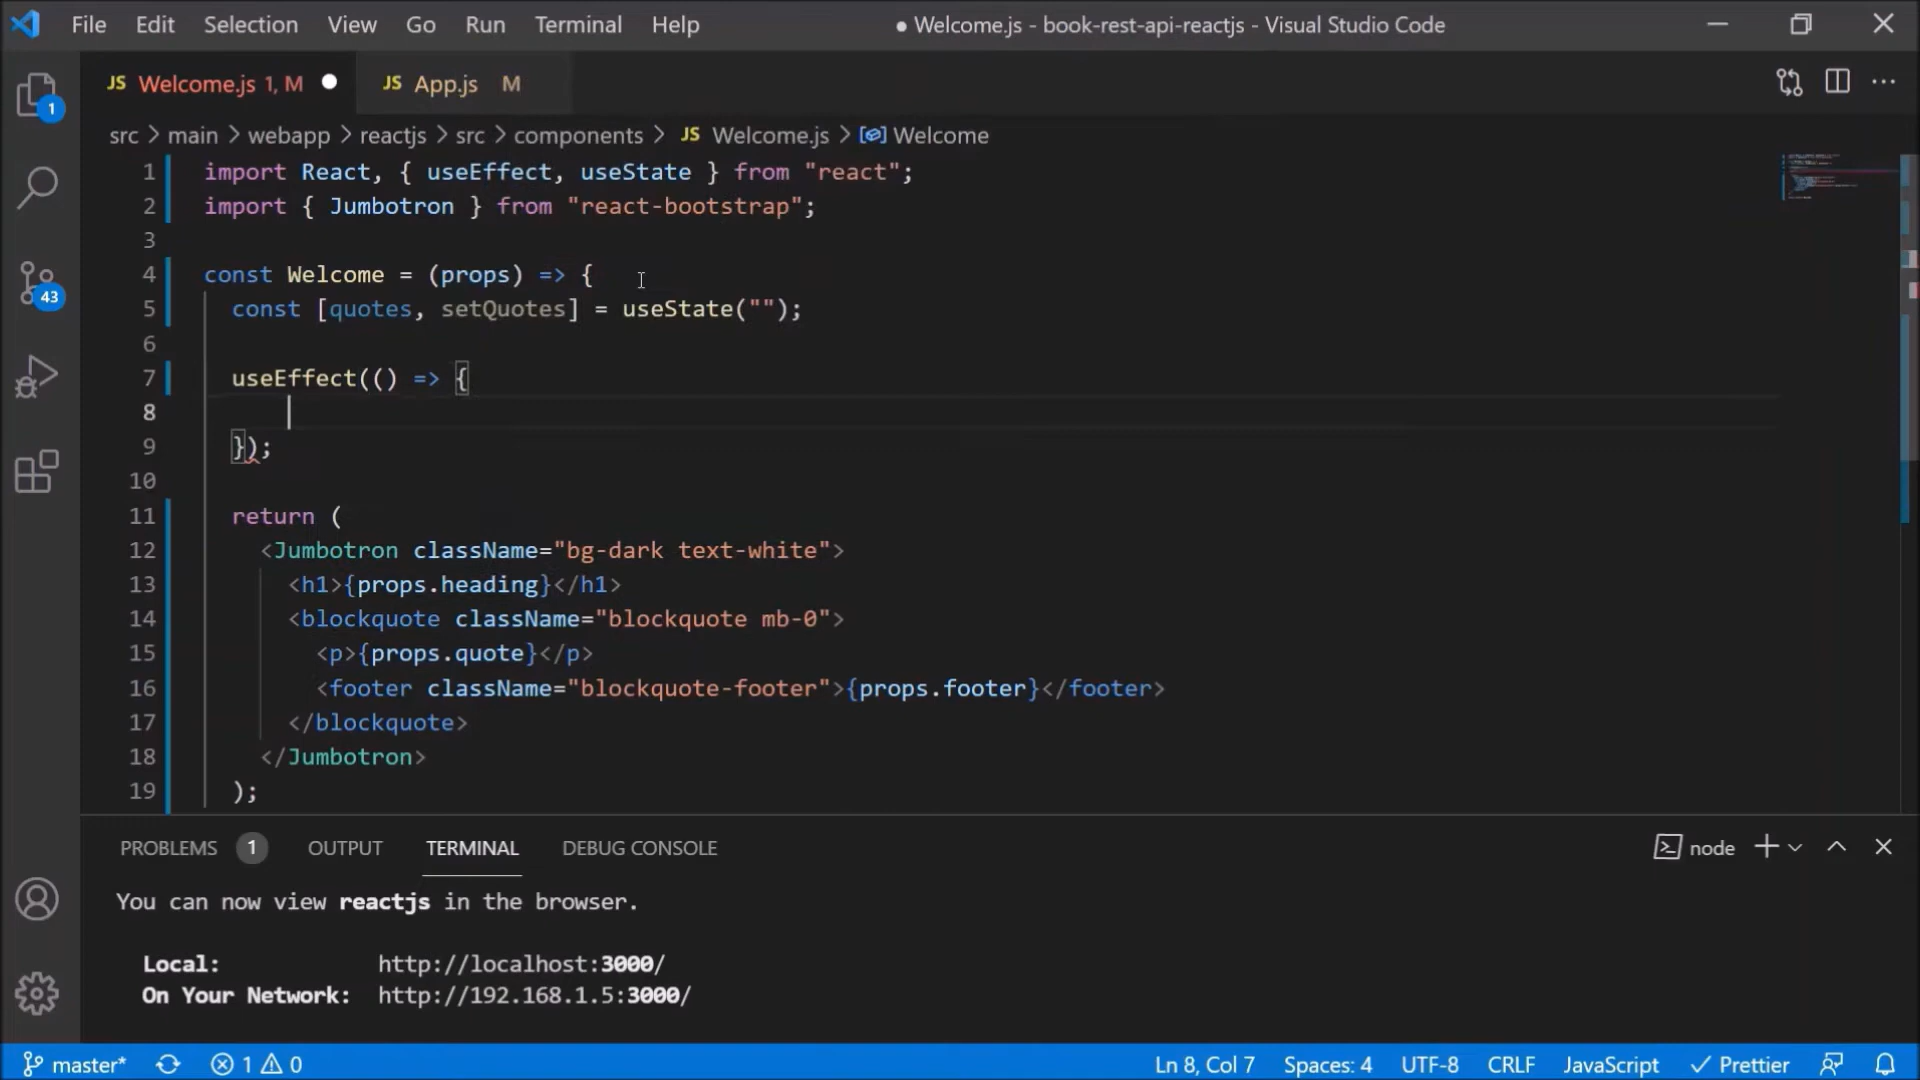 File Edit Selection View Go Run Terminal Help ● Welcome.js - book-rest-api-reactjs - Visual Studio Code
JS Welcome.js 1, M ● JS App.js M
src > main > webapp > reactjs > src > components > JS Welcome.js > Welcome
1 import React, { useEffect, useState } from "react";
2 import { Jumbotron } from "react-bootstrap";
3
4 const Welcome = (props) => {
5 const [quotes, setQuotes] = useState("");
6
7 useEffect(() => {
8
9 });
10
11 return (
12 <Jumbotron className="bg-dark text-white">
13 <h1>{props.heading}</h1>
14 <blockquote className="blockquote mb-0">
15 <p>{props.quote}</p>
16 <footer className="blockquote-footer">{props.footer}</footer>
17 </blockquote>
18 </Jumbotron>
19 );
1
43
PROBLEMS 1 OUTPUT TERMINAL DEBUG CONSOLE node
You can now view reactjs in the browser.
Local: http://localhost:3000/
On Your Network: http://192.168.1.5:3000/
master* 1 0 Ln 8, Col 7 Spaces: 4 UTF-8 CRLF JavaScript Prettier